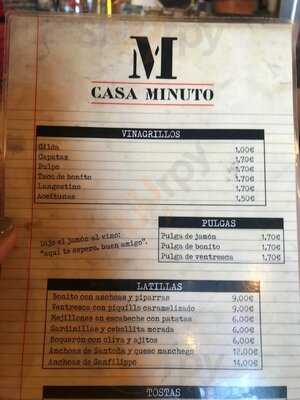 M
CASA MINUTO
VINAGRILLOS
Gilda 1,00€
Capataz 1,70€
Pulpo 1,70€
Taco de bonito 1,70€
Langostino 1,70€
Aceitunas 1,50€
PULGAS
Dijo el jamón al vino:
"aquí te espero, buen amigo".
Pulga de jamón 1,70€
Pulga de bonito 1,70€
Pulga de ventresca 1,70€
LATILLAS
Bonito con anchoas y piparras 9,00€
Ventresca con piquillo caramelizado 9,00€
Mejillones en escabeche con patatas 6,00€
Sardinillas y cebollita morada 6,00€
Boquerón con oliva y ajitos 6,00€
Anchoas de Santoña y queso manchego 12,00€
Anchoas de Sanfilippo 14,00€
TOSTAS